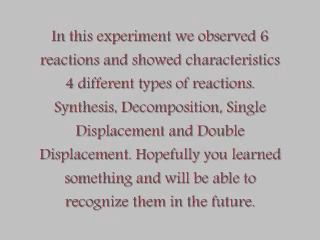 In this experiment we observed 6
reactions and showed characteristics
4 different types of reactions.
Synthesis, Decomposition, Single
Displacement and Double
Displacement. Hopefully you learned
something and will be able to
recognize them in the future.